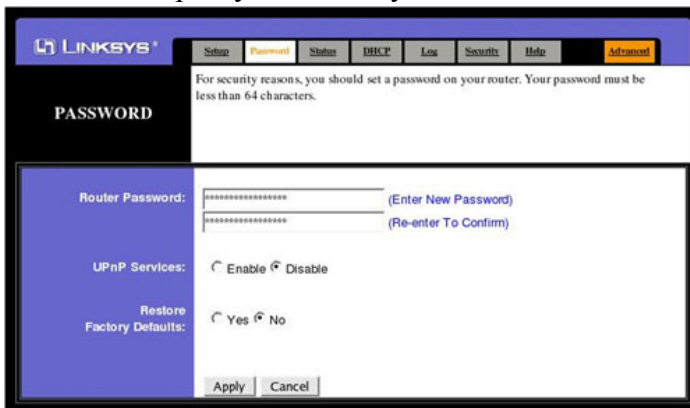 LINKSYS®
Setup Password Status DHCP Log Security Help Advanced
PASSWORD
For security reasons, you should set a password on your router. Your password must be
less than 64 characters.
Router Password: ***************** (Enter New Password)
***************** (Re-enter To Confirm)
UPnP Services: Enable Disable
Restore
Factory Defaults: Yes No
Apply Cancel